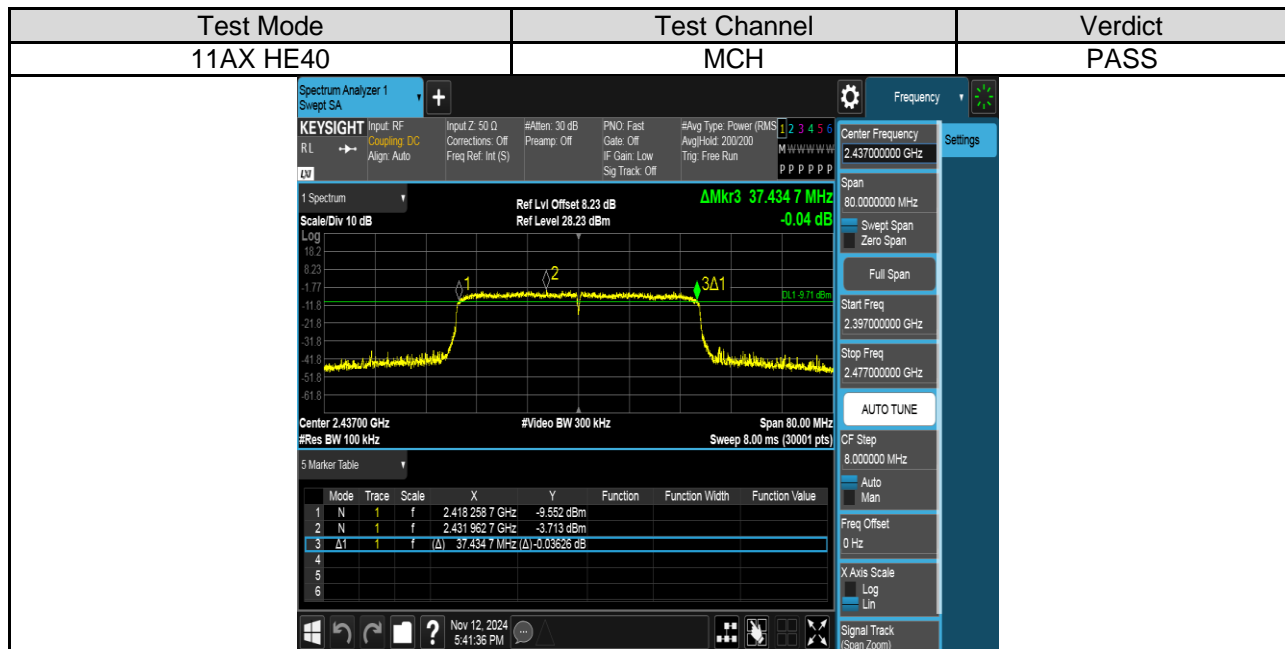 Test Mode Test Channel Verdict
11AX HE40 MCH PASS
Spectrum Analyzer 1
Swept SA
+
Frequency
KEYSIGHT Input: RF Input Z: 50 Ω #Atten: 30 dB PNO: Fast #Avg Type: Power (RMS 1 2 3 4 5 6
RL Coupling: DC Corrections: Off Preamp: Off Gate: Off Avg|Hold: 200/200 M W W W W W
Align: Auto Freq Ref: Int (S) IF Gain: Low Trig: Free Run
LXI Sig Track: Off P P P P P P
Center Frequency
2.437000000 GHz
Settings
1 Spectrum Ref Lvl Offset 8.23 dB ΔMkr3 37.434 7 MHz
Scale/Div 10 dB Ref Level 28.23 dBm -0.04 dB
Log
18.2
8.23
-1.77
-11.8
-21.8
-31.8
-41.8
-51.8
-61.8
1
2
3Δ1
DL1 -9.71 dBm
Center 2.43700 GHz #Video BW 300 kHz Span 80.00 MHz
#Res BW 100 kHz Sweep 8.00 ms (30001 pts)
Span
80.0000000 MHz
Swept Span
Zero Span
Full Span
Start Freq
2.397000000 GHz
Stop Freq
2.477000000 GHz
AUTO TUNE
CF Step
8.000000 MHz
Auto
Man
Freq Offset
0 Hz
X Axis Scale
Log
Lin
Signal Track
(Span Zoom)
5 Marker Table
Mode Trace Scale X Y Function Function Width Function Value
1 N 1 f 2.418 258 7 GHz -9.552 dBm
2 N 1 f 2.431 962 7 GHz -3.713 dBm
3 Δ1 1 f (Δ) 37.434 7 MHz (Δ) -0.03626 dB
4
5
6
?
Nov 12, 2024
5:41:36 PM